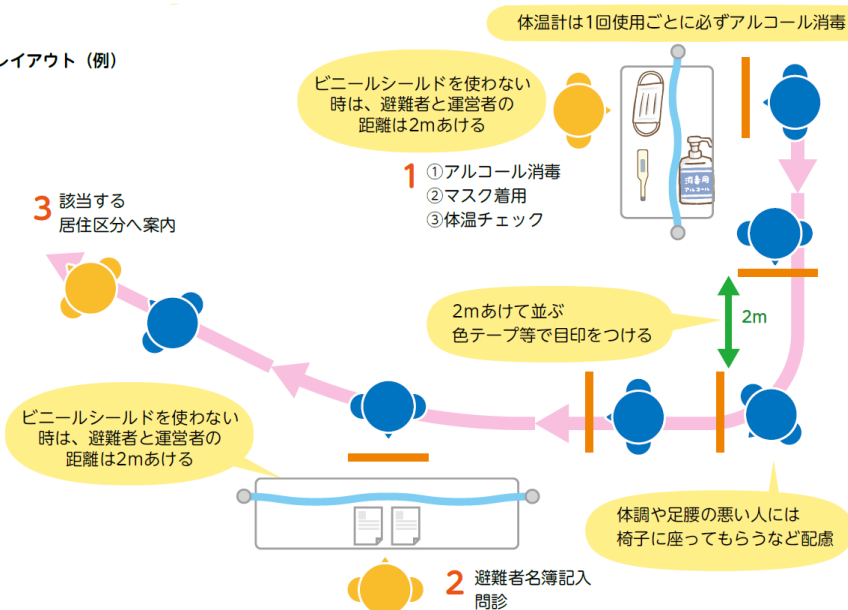 レイアウト（例）
体温計は1回使用ごとに必ずアルコール消毒
ビニールシールドを使わない
時は、避難者と運営者の
距離は2mあける
1
①アルコール消毒
②マスク着用
③体温チェック
消毒用
アルコール
3
該当する
居住区分へ案内
2mあけて並ぶ
色テープ等で目印をつける
2m
ビニールシールドを使わない
時は、避難者と運営者の
距離は2mあける
体調や足腰の悪い人には
椅子に座ってもらうなど配慮
2
避難者名簿記入
問診